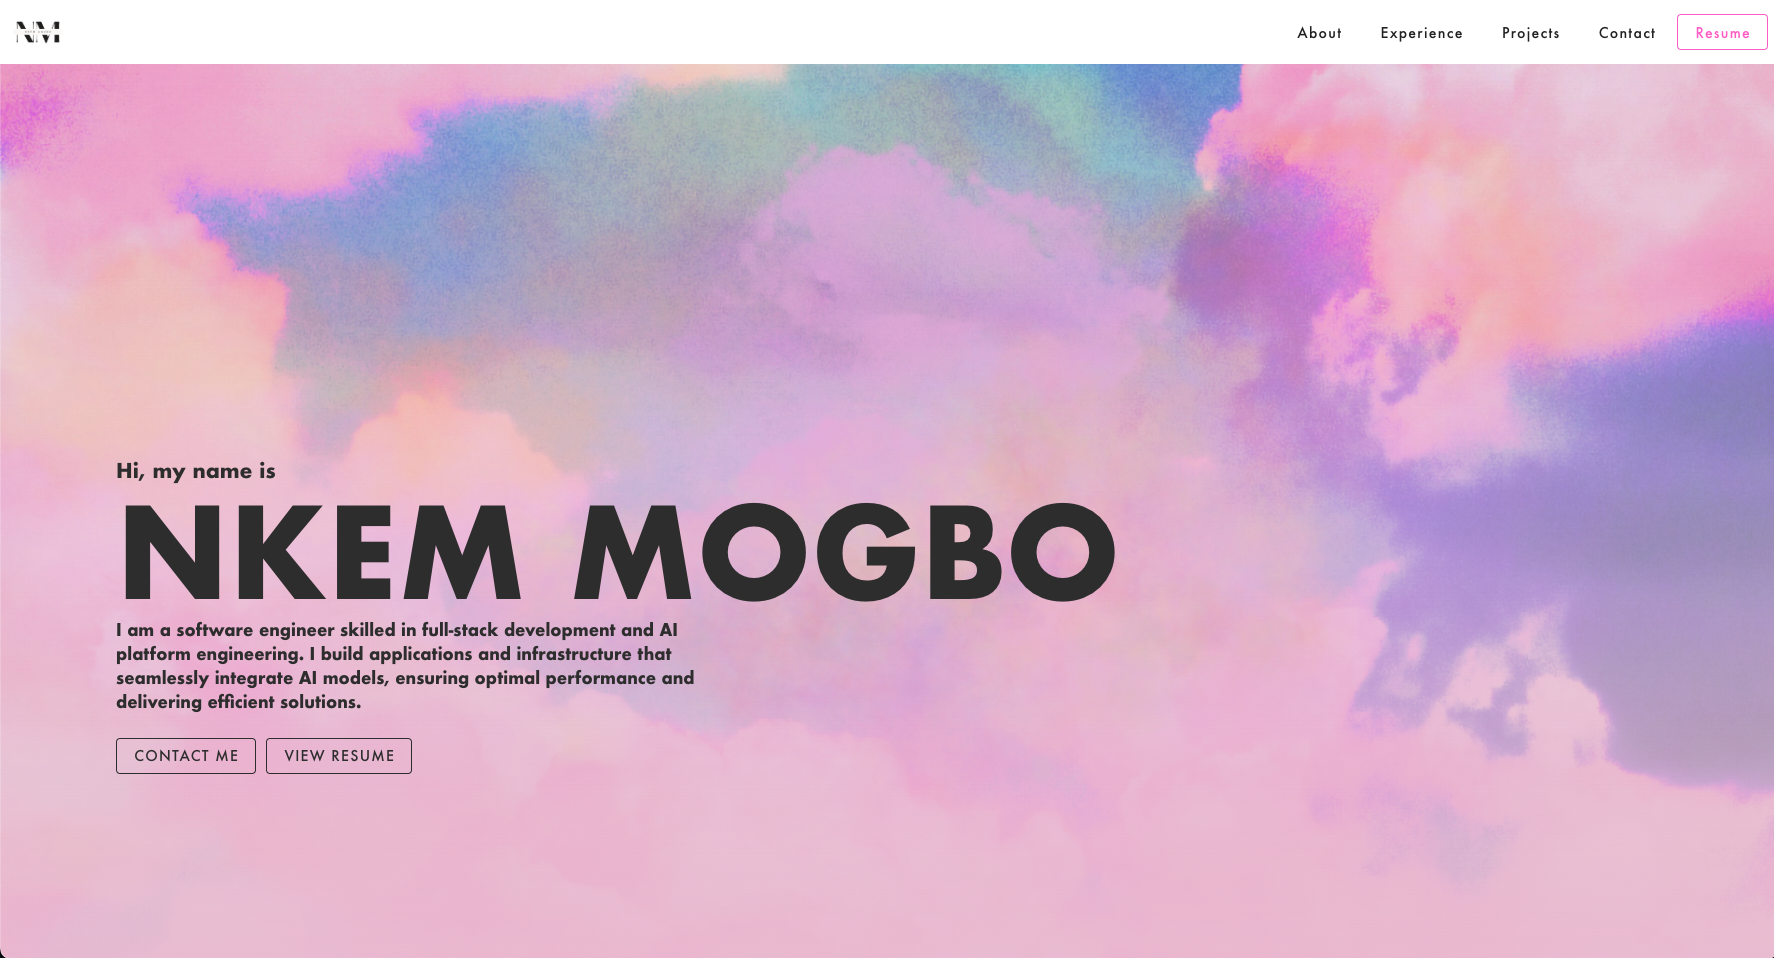 NM
About
Experience
Projects
Contact
Resume
Hi, my name is
NKEM MOGBO
I am a software engineer skilled in full-stack development and AI
platform engineering. I build applications and infrastructure that
seamlessly integrate AI models, ensuring optimal performance and
delivering efficient solutions.
CONTACT ME
VIEW RESUME